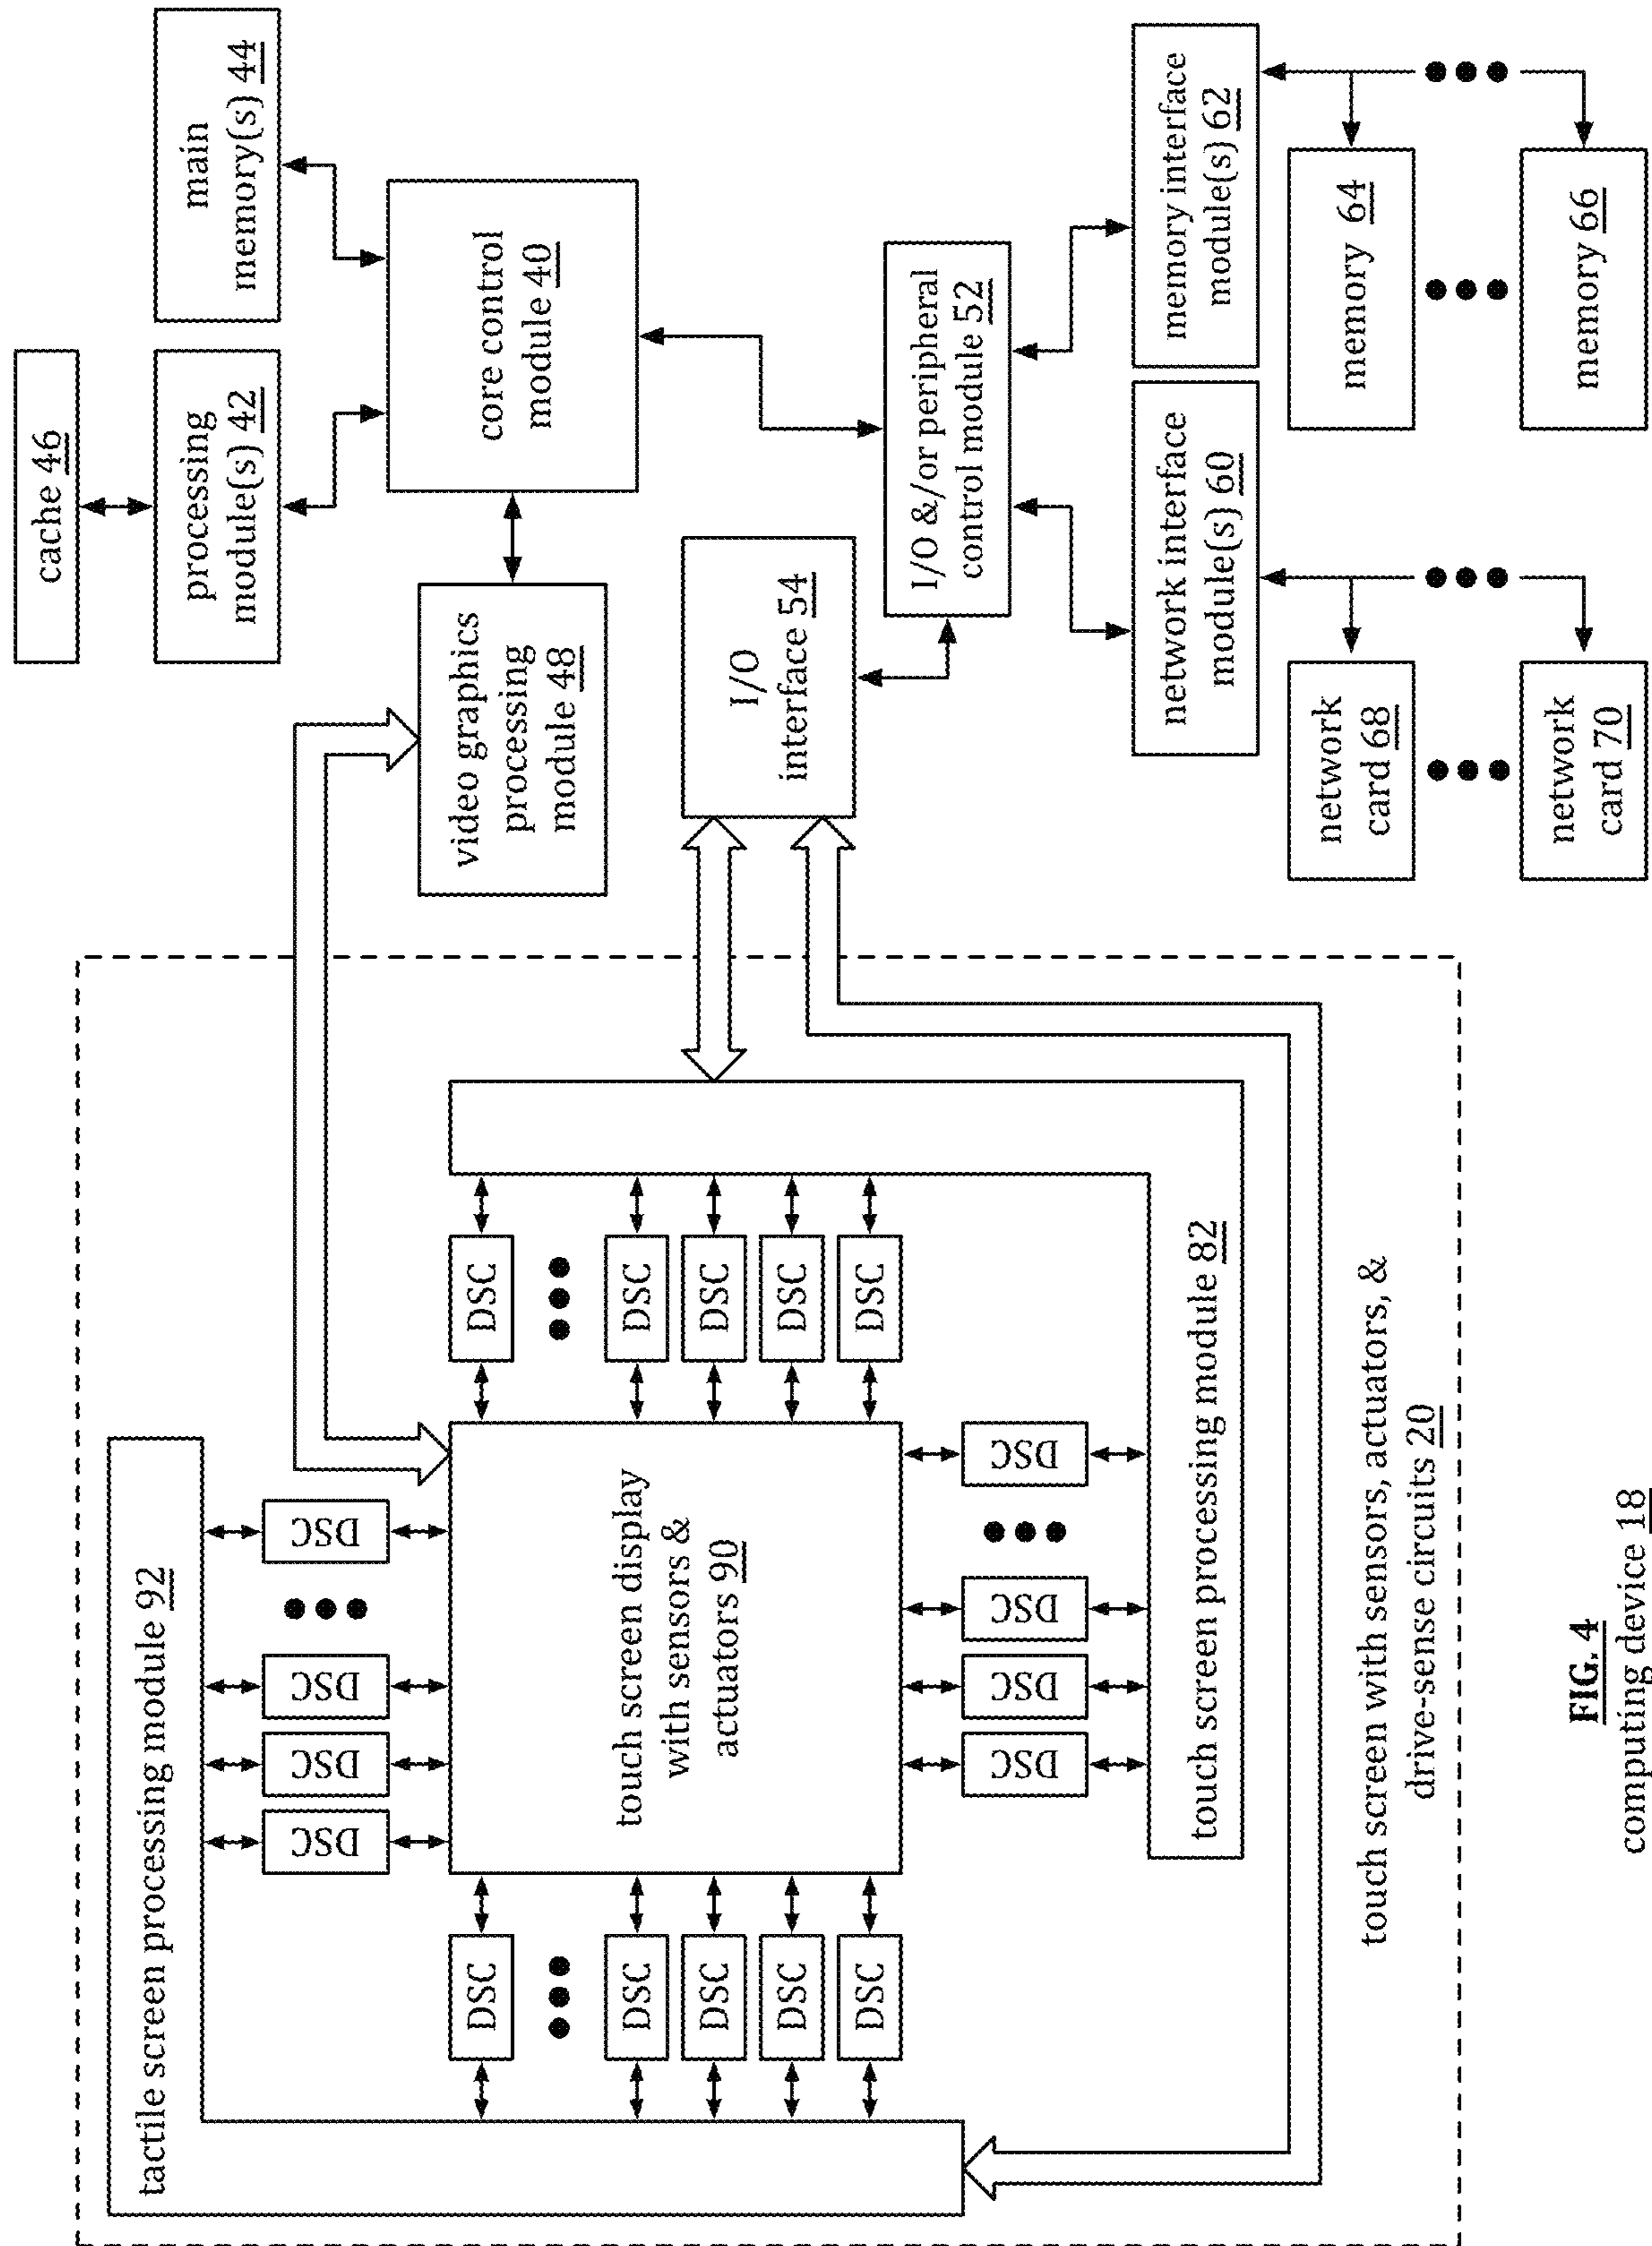 cache 46
processing
module(s) 42
main
memory(s) 44
core control
module 40
video graphics
processing
module 48
I/O
interface 54
I/O &/or peripheral
control module 52
network interface
module(s) 60
memory interface
module(s) 62
network
card 68
network
card 70
memory 64
memory 66
tactile screen processing module 92
DSC
DSC
DSC
DSC
DSC
DSC
DSC
DSC
DSC
touch screen display
with sensors &
actuators 90
DSC
DSC
DSC
DSC
DSC
DSC
DSC
DSC
DSC
touch screen processing module 82
touch screen with sensors, actuators, &
drive-sense circuits 20
FIG. 4
computing device 18